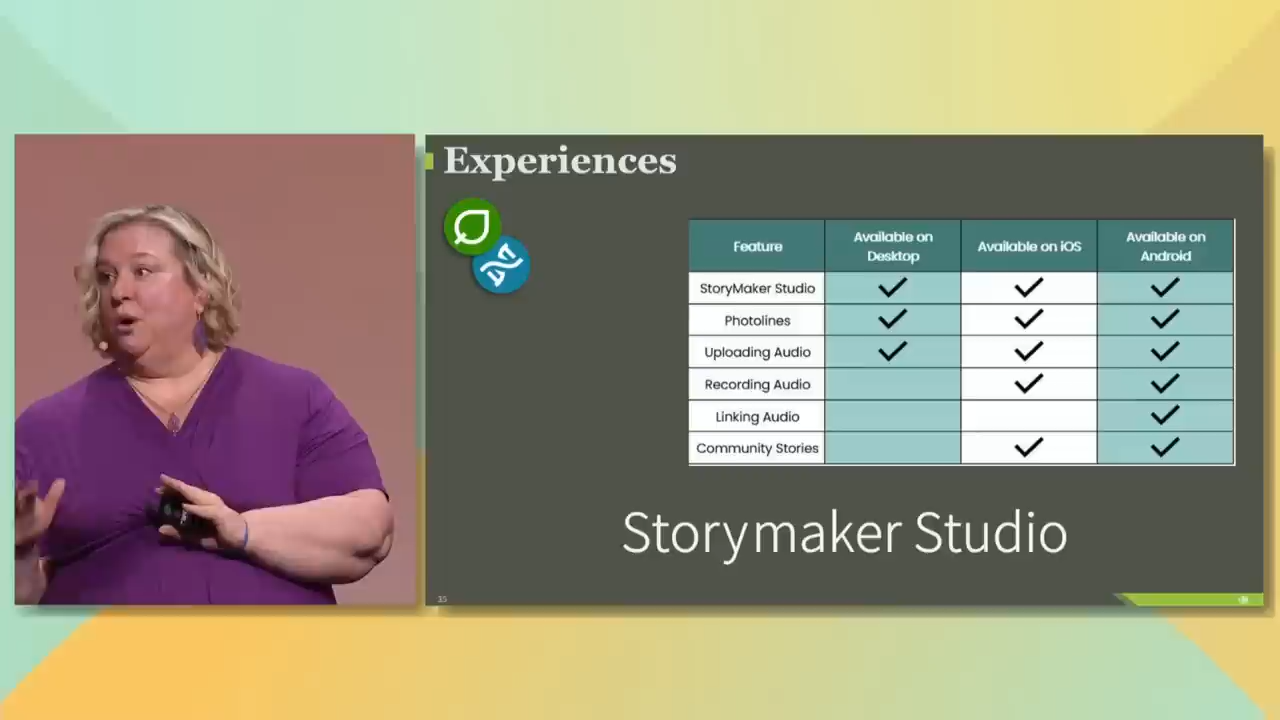 Experiences
Feature
Available on
Desktop
Available on iOS
Available on
Android
StoryMaker Studio
Photolines
Uploading Audio
Recording Audio
Linking Audio
Community Stories
Storymaker Studio